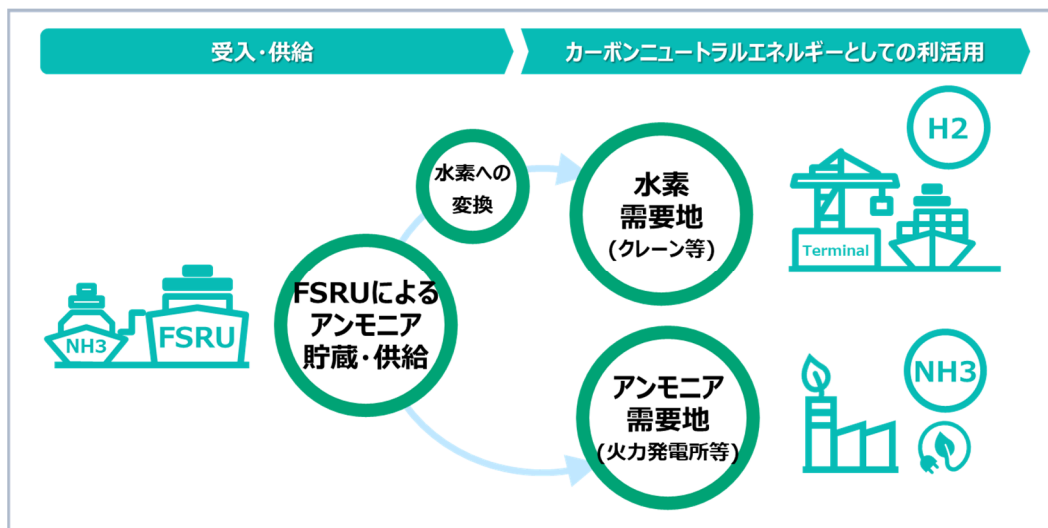 受入・供給
カーボンニュートラルエネルギーとしての利活用
NH3
FSRU
FSRUによる
アンモニア
貯蔵・供給
水素への
変換
水素
需要地
(クレーン等)
H2
Terminal
アンモニア
需要地
(火力発電所等)
NH3